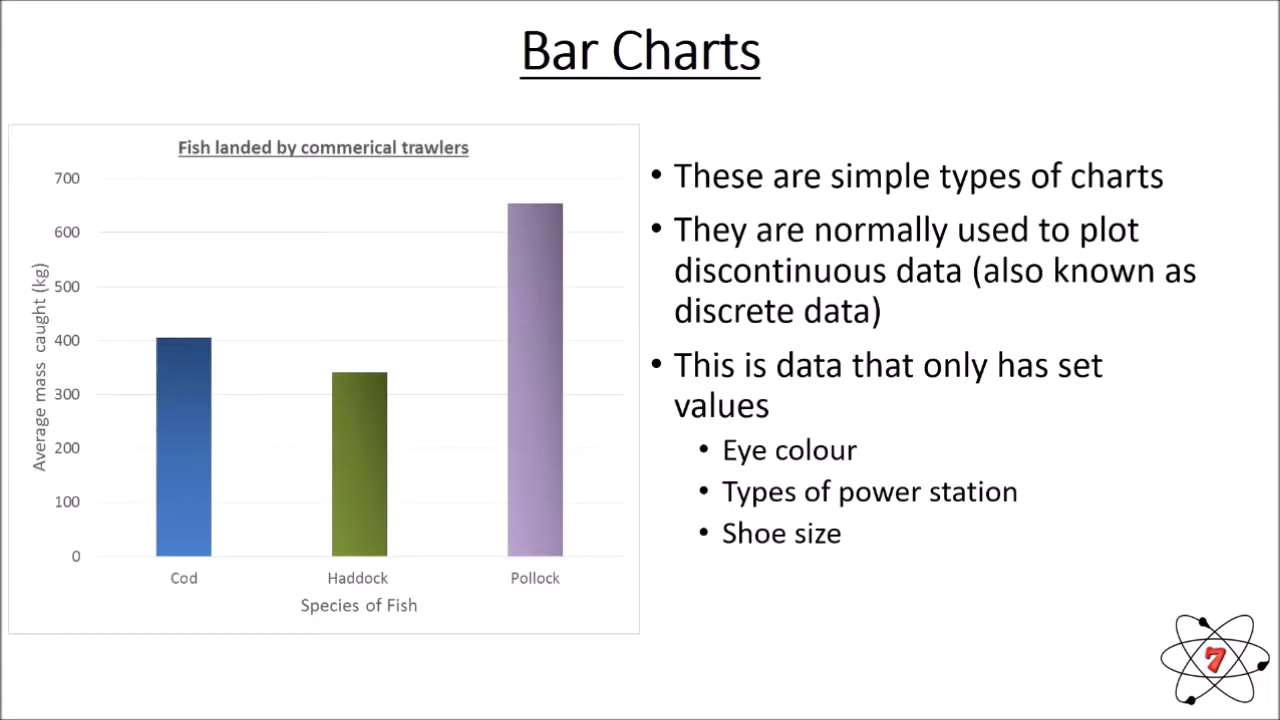 Bar Charts
Fish landed by commerical trawlers
700
600
500
400
300
200
100
0
Average mass caught (kg)
Cod
Haddock
Pollock
Species of Fish
• These are simple types of charts
• They are normally used to plot
discontinuous data (also known as
discrete data)
• This is data that only has set
values
• Eye colour
• Types of power station
• Shoe size
7